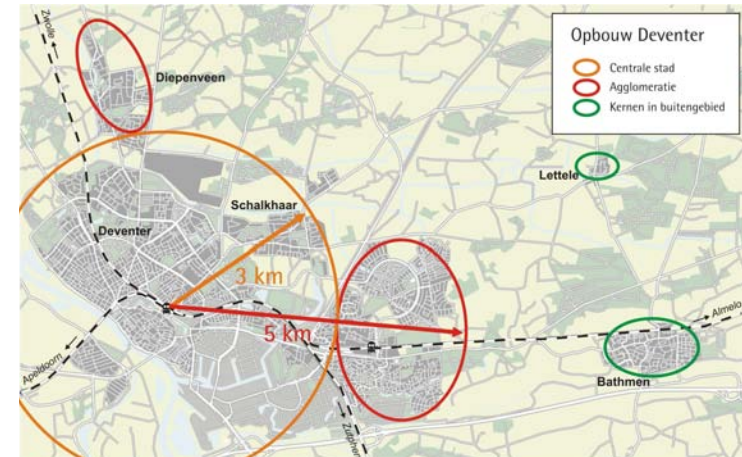 Zwolle
Diepenveen
Opbouw Deventer
Centrale stad
Agglomeratie
Kernen in buitengebied
Lettele
Schalkhaar
Deventer
3 km
5 km
Almelo
Apeldoorn
Bathmen
Zutphen